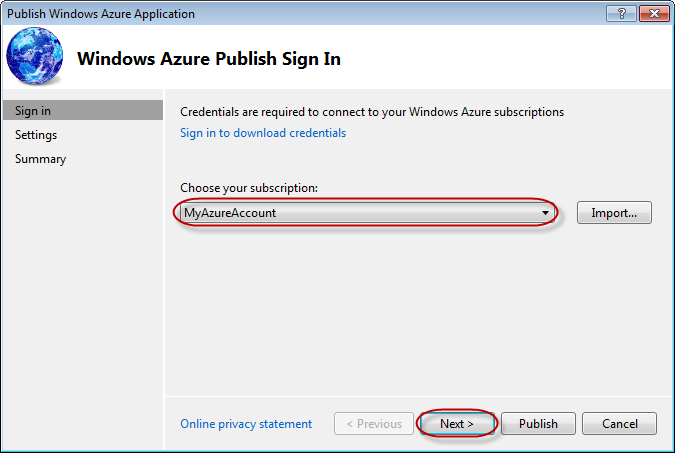 Publish Windows Azure Application
?
Windows Azure Publish Sign In
Sign in
Settings
Summary
Credentials are required to connect to your Windows Azure subscriptions
Sign in to download credentials
Choose your subscription:
MyAzureAccount
Import...
Online privacy statement
< Previous
Next >
Publish
Cancel